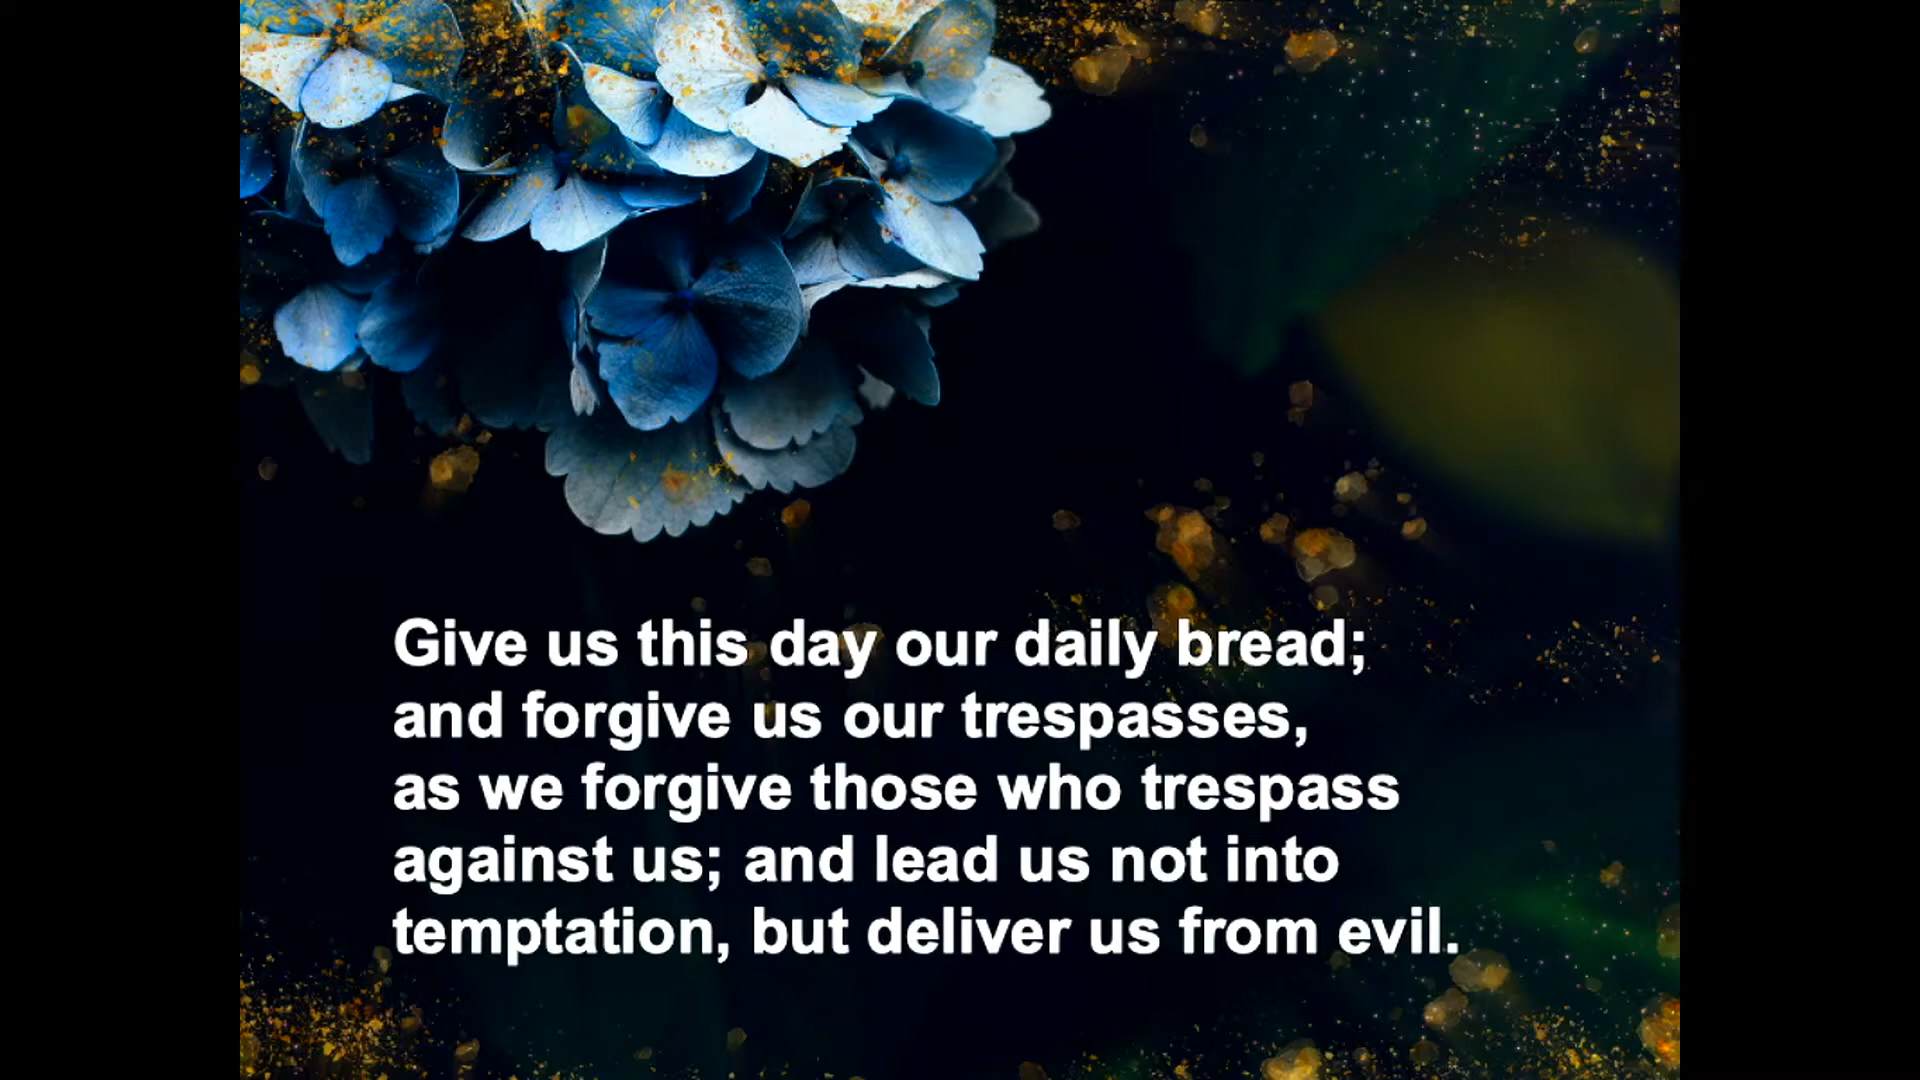 Give us this day our daily bread;
and forgive us our trespasses,
as we forgive those who trespass
against us; and lead us not into
temptation, but deliver us from evil.